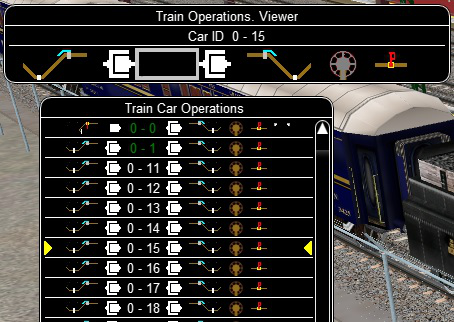 Train Operations. Viewer
Car ID 0 - 15
Train Car Operations
0 - 0
0 - 1
0 - 11
0 - 12
0 - 13
0 - 14
0 - 15
0 - 16
0 - 17
0 - 18